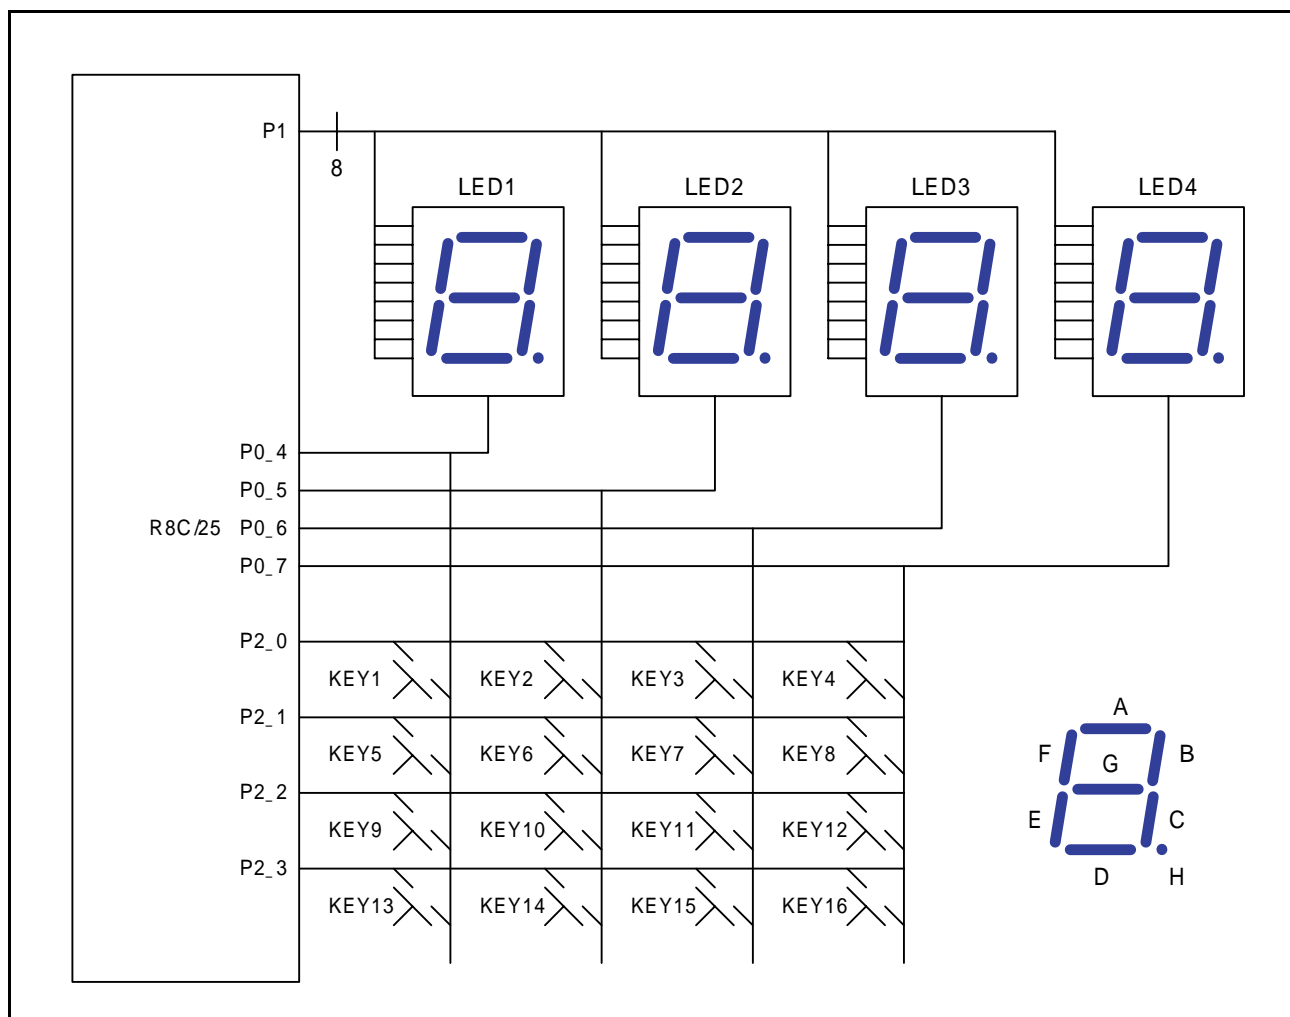 P1
8
LED1 LED2 LED3 LED4
P0_4
P0_5
R8C/25 P0_6
P0_7
P2_0
KEY1 KEY2 KEY3 KEY4
P2_1
KEY5 KEY6 KEY7 KEY8
P2_2
KEY9 KEY10 KEY11 KEY12
P2_3
KEY13 KEY14 KEY15 KEY16
A
F G B
E C
D H